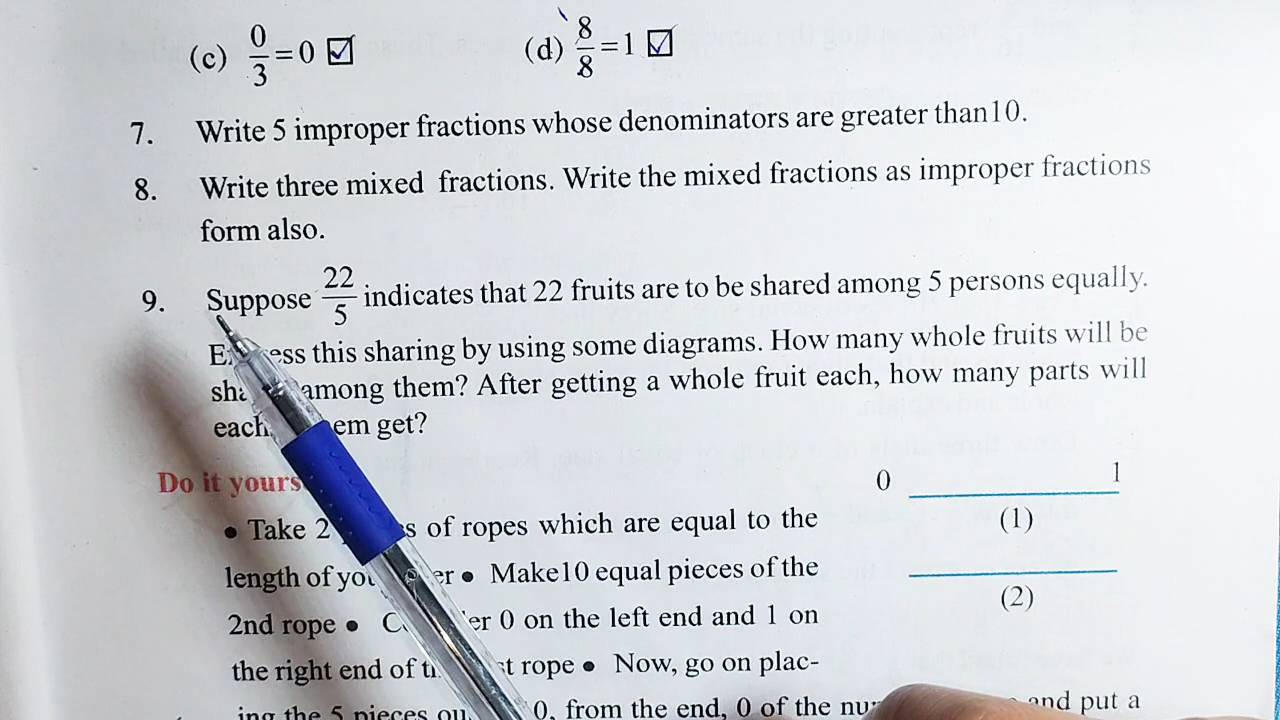 (c) 0/3 = 0 ☑ (d) 8/8 = 1 ☑
7. Write 5 improper fractions whose denominators are greater than10.
8. Write three mixed fractions. Write the mixed fractions as improper fractions
form also.
9. Suppose 22/5 indicates that 22 fruits are to be shared among 5 persons equally.
this sharing by using some diagrams. How many whole fruits will be
among them? After getting a whole fruit each, how many parts will
each get?
Do it yours
• Take 2 of ropes which are equal to the
length of • Make10 equal pieces of the
2nd rope • 0 on the left end and 1 on
the right end of rope • Now, go on plac-
ing the 5 pieces 0, from the end, 0 of the and put a
0 1
(1)
(2)